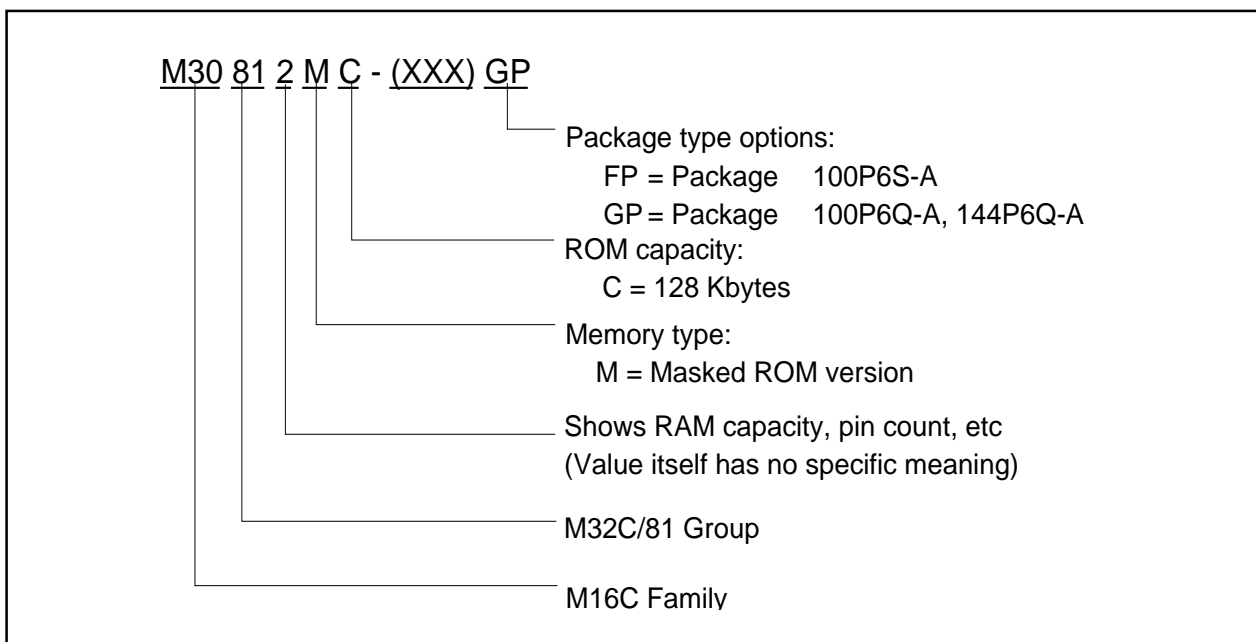 M30 81 2 M C - (XXX) GP
Package type options:
FP = Package 100P6S-A
GP = Package 100P6Q-A, 144P6Q-A
ROM capacity:
C = 128 Kbytes
Memory type:
M = Masked ROM version
Shows RAM capacity, pin count, etc
(Value itself has no specific meaning)
M32C/81 Group
M16C Family